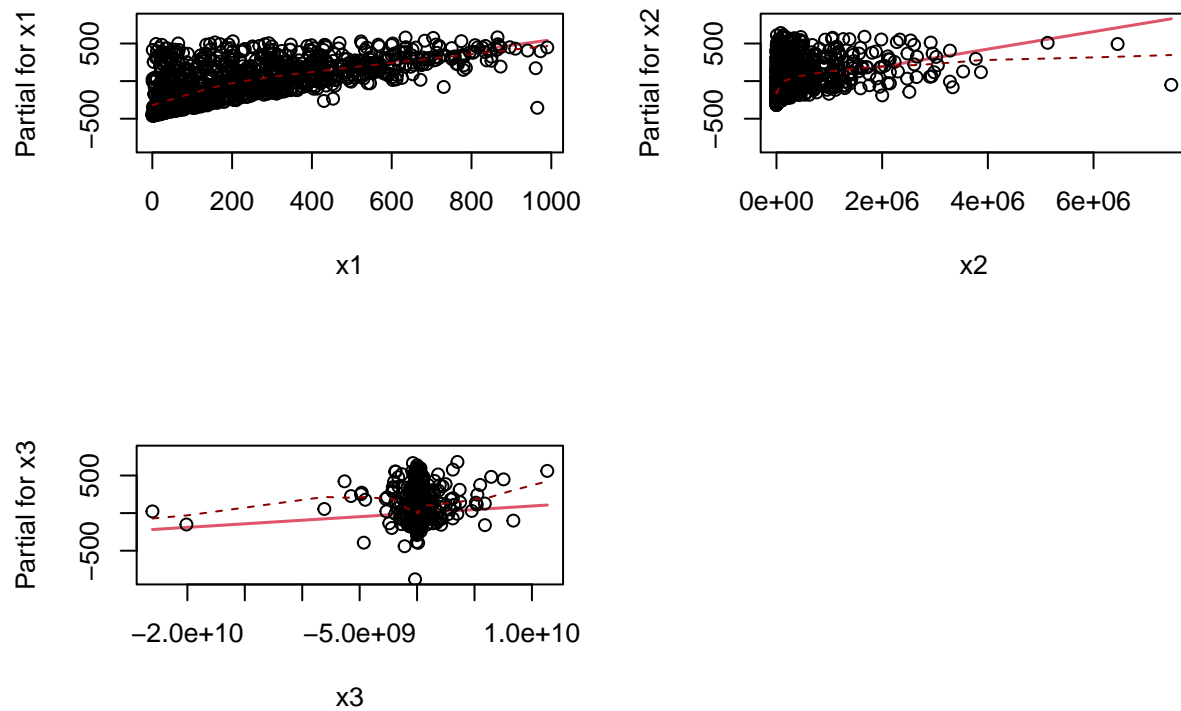 Partial for x1
500
−500
0 200 400 600 800 1000
x1
Partial for x2
500
−500
0e+00 2e+06 4e+06 6e+06
x2
Partial for x3
500
−500
−2.0e+10 −5.0e+09 1.0e+10
x3